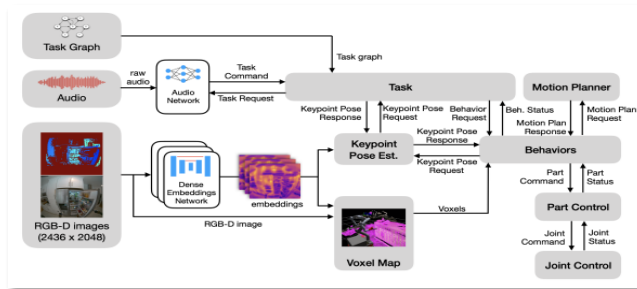 Task Graph
Task graph
Audio
raw
audio
Audio
Network
Task
Command
Task Request
Task
Motion Planner
Keypoint Pose
Response
Keypoint Pose
Request
Behavior
Request
Beh. Status
Motion Plan
Response
Motion Plan
Request
Keypoint
Pose Est.
Keypoint Pose
Response
Keypoint Pose
Request
Behaviors
Dense
Embeddings
Network
embeddings
RGB-D images
(2436 x 2048)
RGB-D image
Voxel Map
Voxels
Part
Command
Part
Status
Part Control
Joint
Command
Joint
Status
Joint Control